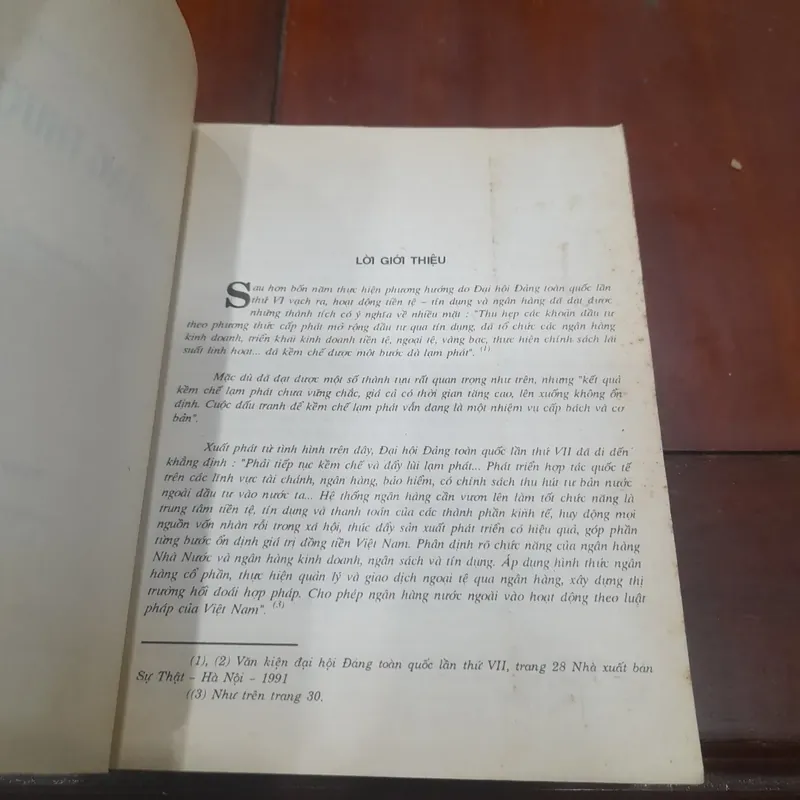 LỜI GIỚI THIỆU
Sau hơn bốn năm thực hiện phương hướng do Đại hội Đảng toàn quốc lần
thứ VI vạch ra, hoạt động tiền tệ – tín dụng và ngân hàng đã đạt được
những thành tích có ý nghĩa về nhiều mặt : "Thu hẹp các khoản đầu tư
theo phương thức cấp phát mở rộng đầu tư qua tín dụng, đã tổ chức các ngân hàng
kinh doanh, triển khai kinh doanh tiền tệ, ngoại tệ, vàng bạc, thực hiện chính sách lãi
suất linh hoạt... đã kềm chế được một bước đà lạm phát". (1)
Mặc dù đã đạt được một số thành tựu rất quan trọng như trên, nhưng "kết quả
kềm chế lạm phát chưa vững chắc, giá cả có thời gian tăng cao, lên xuống không ổn
định. Cuộc đấu tranh để kềm chế lạm phát vẫn đang là một nhiệm vụ cấp bách và cơ
bản".
Xuất phát từ tình hình trên đây, Đại hội Đảng toàn quốc lần thứ VII đã đi đến
khẳng định : "Phải tiếp tục kềm chế và đẩy lùi lạm phát... Phát triển hợp tác quốc tế
trên các lĩnh vực tài chánh, ngân hàng, bảo hiểm, có chính sách thu hút tư bản nước
ngoài đầu tư vào nước ta... Hệ thống ngân hàng cần vươn lên làm tốt chức năng là
trung tâm tiền tệ, tín dụng và thanh toán của các thành phần kinh tế, huy động mọi
nguồn vốn nhàn rỗi trong xã hội, thúc đẩy sản xuất phát triển có hiệu quả, góp phần
từng bước ổn định giá trị đồng tiền Việt Nam. Phân định rõ chức năng của ngân hàng
Nhà Nước và ngân hàng kinh doanh, ngân sách và tín dụng. Áp dụng hình thức ngân
hàng cổ phần, thực hiện quản lý và giao dịch ngoại tệ qua ngân hàng, xây dựng thị
trường hối đoái hợp pháp. Cho phép ngân hàng nước ngoài vào hoạt động theo luật
pháp của Việt Nam". (3)
(1), (2) Văn kiện đại hội Đảng toàn quốc lần thứ VII, trang 28 Nhà xuất bản
Sự Thật – Hà Nội – 1991
((3) Như trên trang 30.